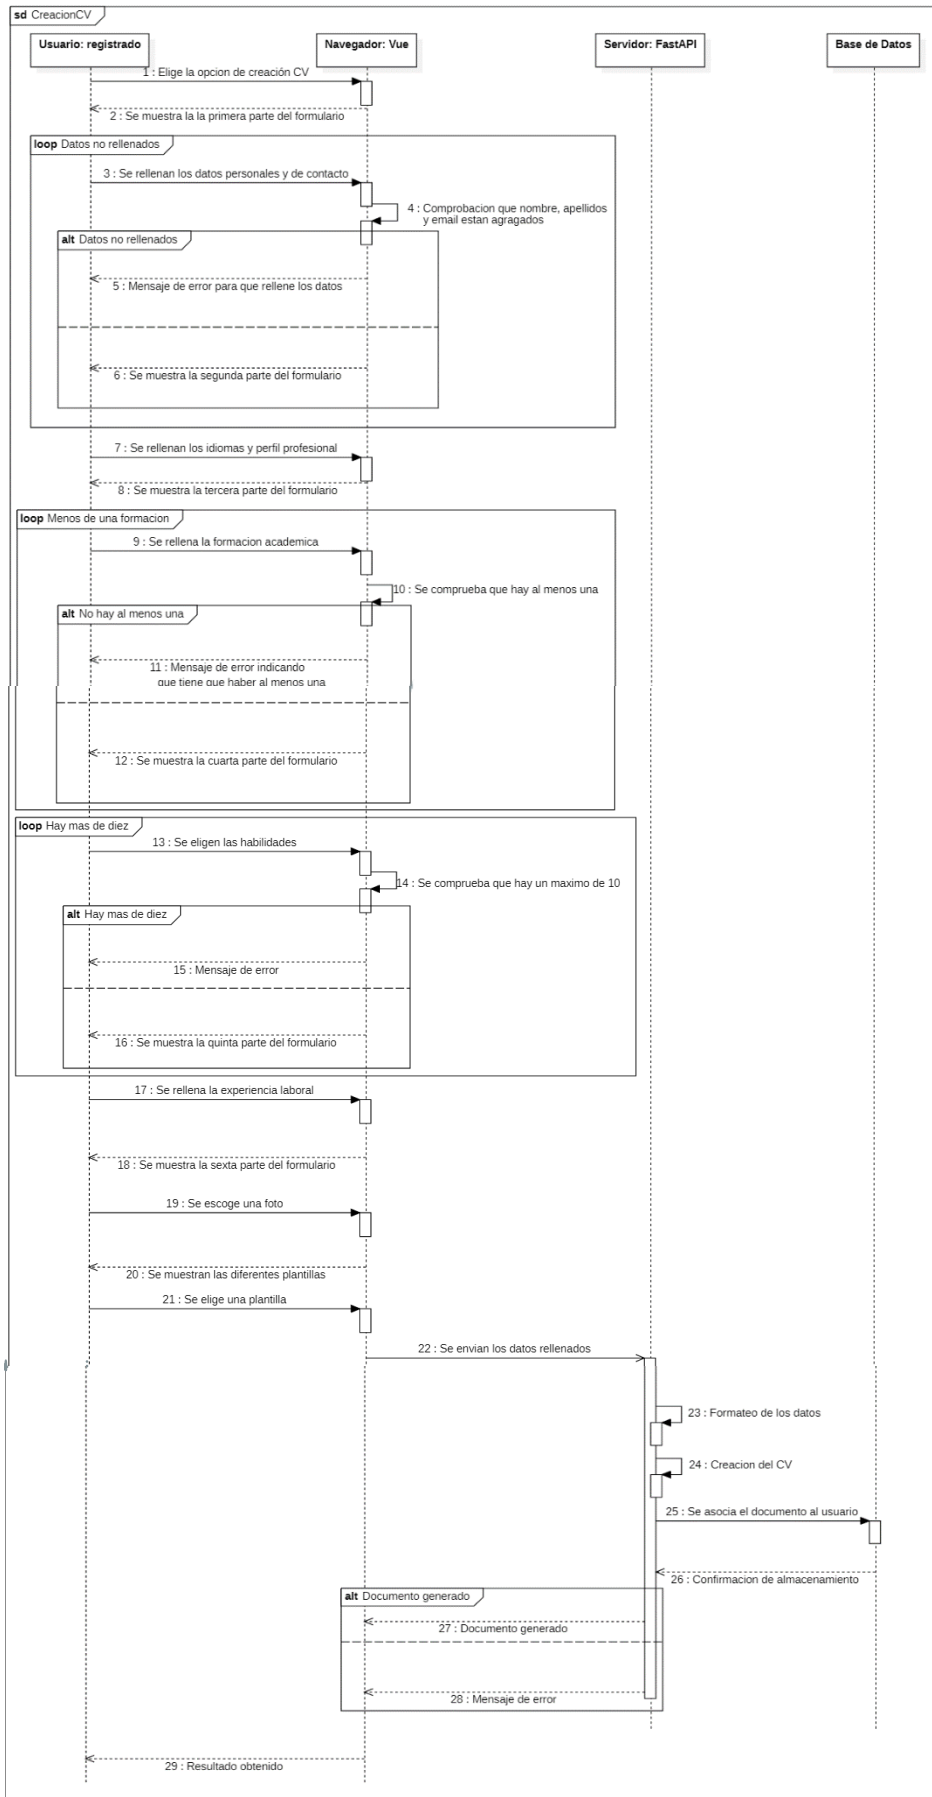 sd CreacionCV
Usuario: registrado
Navegador: Vue
Servidor: FastAPI
Base de Datos
1 : Elige la opcion de creación CV
2 : Se muestra la la primera parte del formulario
loop Datos no rellenados
3 : Se rellenan los datos personales y de contacto
4 : Comprobacion que nombre, apellidos
y email estan agragados
alt Datos no rellenados
5 : Mensaje de error para que rellene los datos
6 : Se muestra la segunda parte del formulario
7 : Se rellenan los idiomas y perfil profesional
8 : Se muestra la tercera parte del formulario
loop Menos de una formacion
9 : Se rellena la formacion academica
10 : Se comprueba que hay al menos una
alt No hay al menos una
11 : Mensaje de error indicando
que tiene que haber al menos una
12 : Se muestra la cuarta parte del formulario
loop Hay mas de diez
13 : Se eligen las habilidades
14 : Se comprueba que hay un maximo de 10
alt Hay mas de diez
15 : Mensaje de error
16 : Se muestra la quinta parte del formulario
17 : Se rellena la experiencia laboral
18 : Se muestra la sexta parte del formulario
19 : Se escoge una foto
20 : Se muestran las diferentes plantillas
21 : Se elige una plantilla
22 : Se envian los datos rellenados
23 : Formateo de los datos
24 : Creacion del CV
25 : Se asocia el documento al usuario
26 : Confirmacion de almacenamiento
alt Documento generado
27 : Documento generado
28 : Mensaje de error
29 : Resultado obtenido